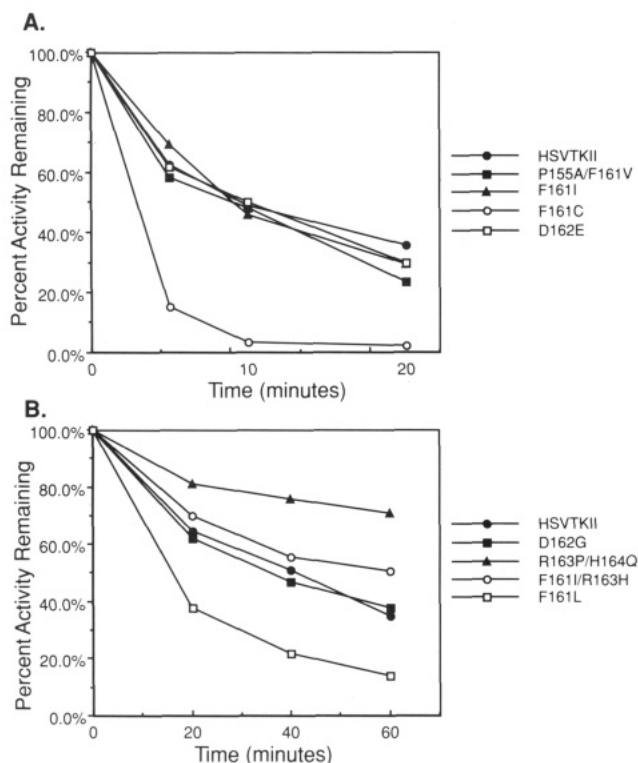 A.
Percent Activity Remaining
100.0%
80.0%
60.0%
40.0%
20.0%
0.0%
0 10 20
Time (minutes)
HSVTKII
P155A/F161V
F161I
F161C
D162E
B.
Percent Activity Remaining
100.0%
80.0%
60.0%
40.0%
20.0%
0.0%
0 20 40 60
Time (minutes)
HSVTKII
D162G
R163P/H164Q
F161I/R163H
F161L